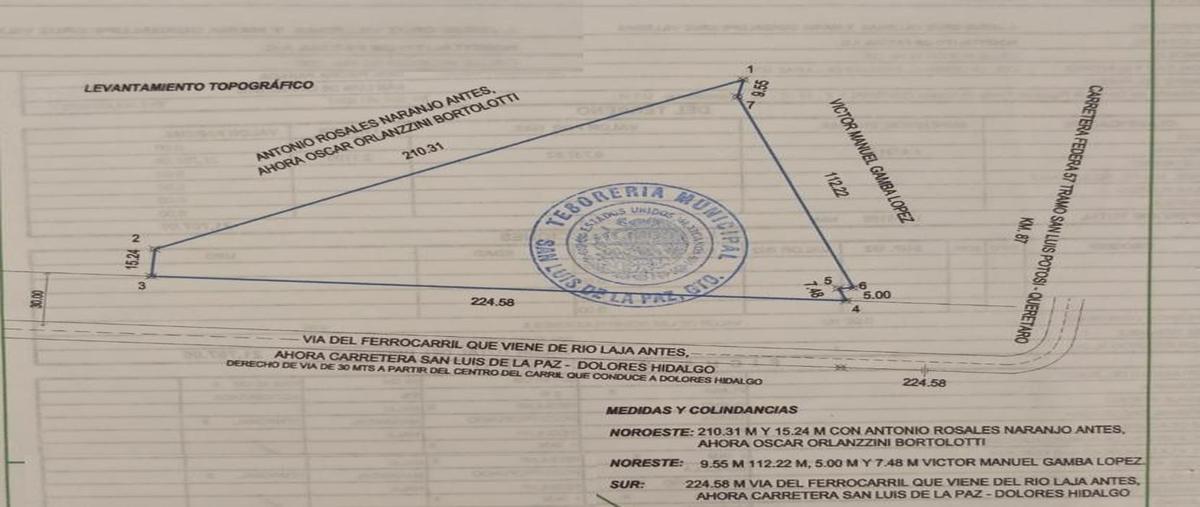 LEVANTAMIENTO TOPOGRÁFICO
ANTONIO ROSALES NARANJO ANTES,
AHORA OSCAR ORLANZZINI BORTOLOTTI
210.31
1
9.55
7
VICTOR MANUEL GAMBA LOPEZ
112.22
CARRETERA FEDERA 57 TRAMO SAN LUIS POTOSI - QUERETARO
KM. 87
TESORERIA MUNICIPAL
ESTADOS UNIDOS MEXICANOS
SAN LUIS DE LA PAZ, GTO.
2
15.24
3
30.00
224.58
5
6
7.48
5.00
4
VIA DEL FERROCARRIL QUE VIENE DE RIO LAJA ANTES,
AHORA CARRETERA SAN LUIS DE LA PAZ - DOLORES HIDALGO
DERECHO DE VIA DE 30 MTS A PARTIR DEL CENTRO DEL CARRIL QUE CONDUCE A DOLORES HIDALGO
224.58
MEDIDAS Y COLINDANCIAS
NOROESTE: 210.31 M Y 15.24 M CON ANTONIO ROSALES NARANJO ANTES,
AHORA OSCAR ORLANZZINI BORTOLOTTI
NORESTE: 9.55 M 112.22 M, 5.00 M Y 7.48 M VICTOR MANUEL GAMBA LOPEZ
SUR: 224.58 M VIA DEL FERROCARRIL QUE VIENE DEL RIO LAJA ANTES,
AHORA CARRETERA SAN LUIS DE LA PAZ - DOLORES HIDALGO